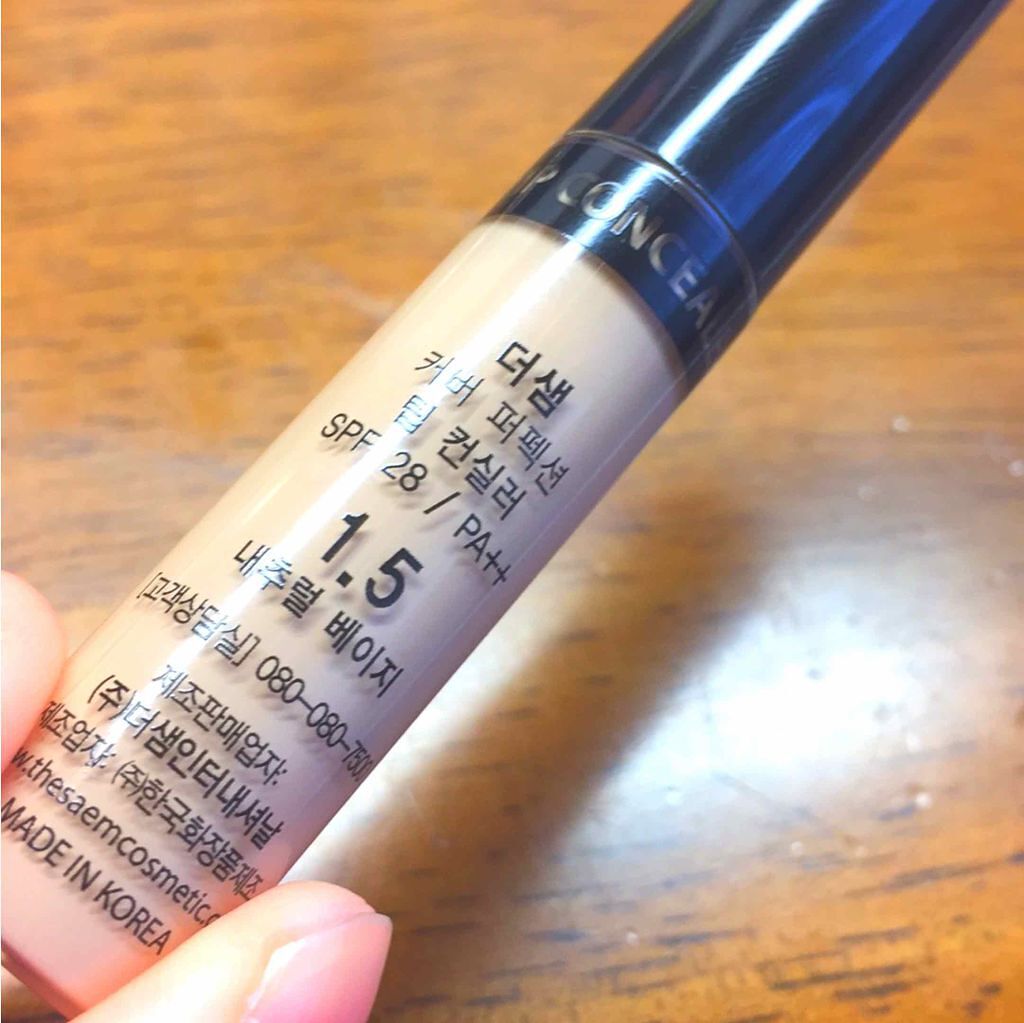 P CONCEA
더샘
커버 퍼펙션
팁 컨실러
SPF 28 / PA++
1.5
내추럴 베이지
[고객상담실] 080-080-7500
제조판매업자:
(주)더샘인터내셔날
제조업자: (주)한국화장품제조
w.thesaemcosmetic.c
MADE IN KOREA